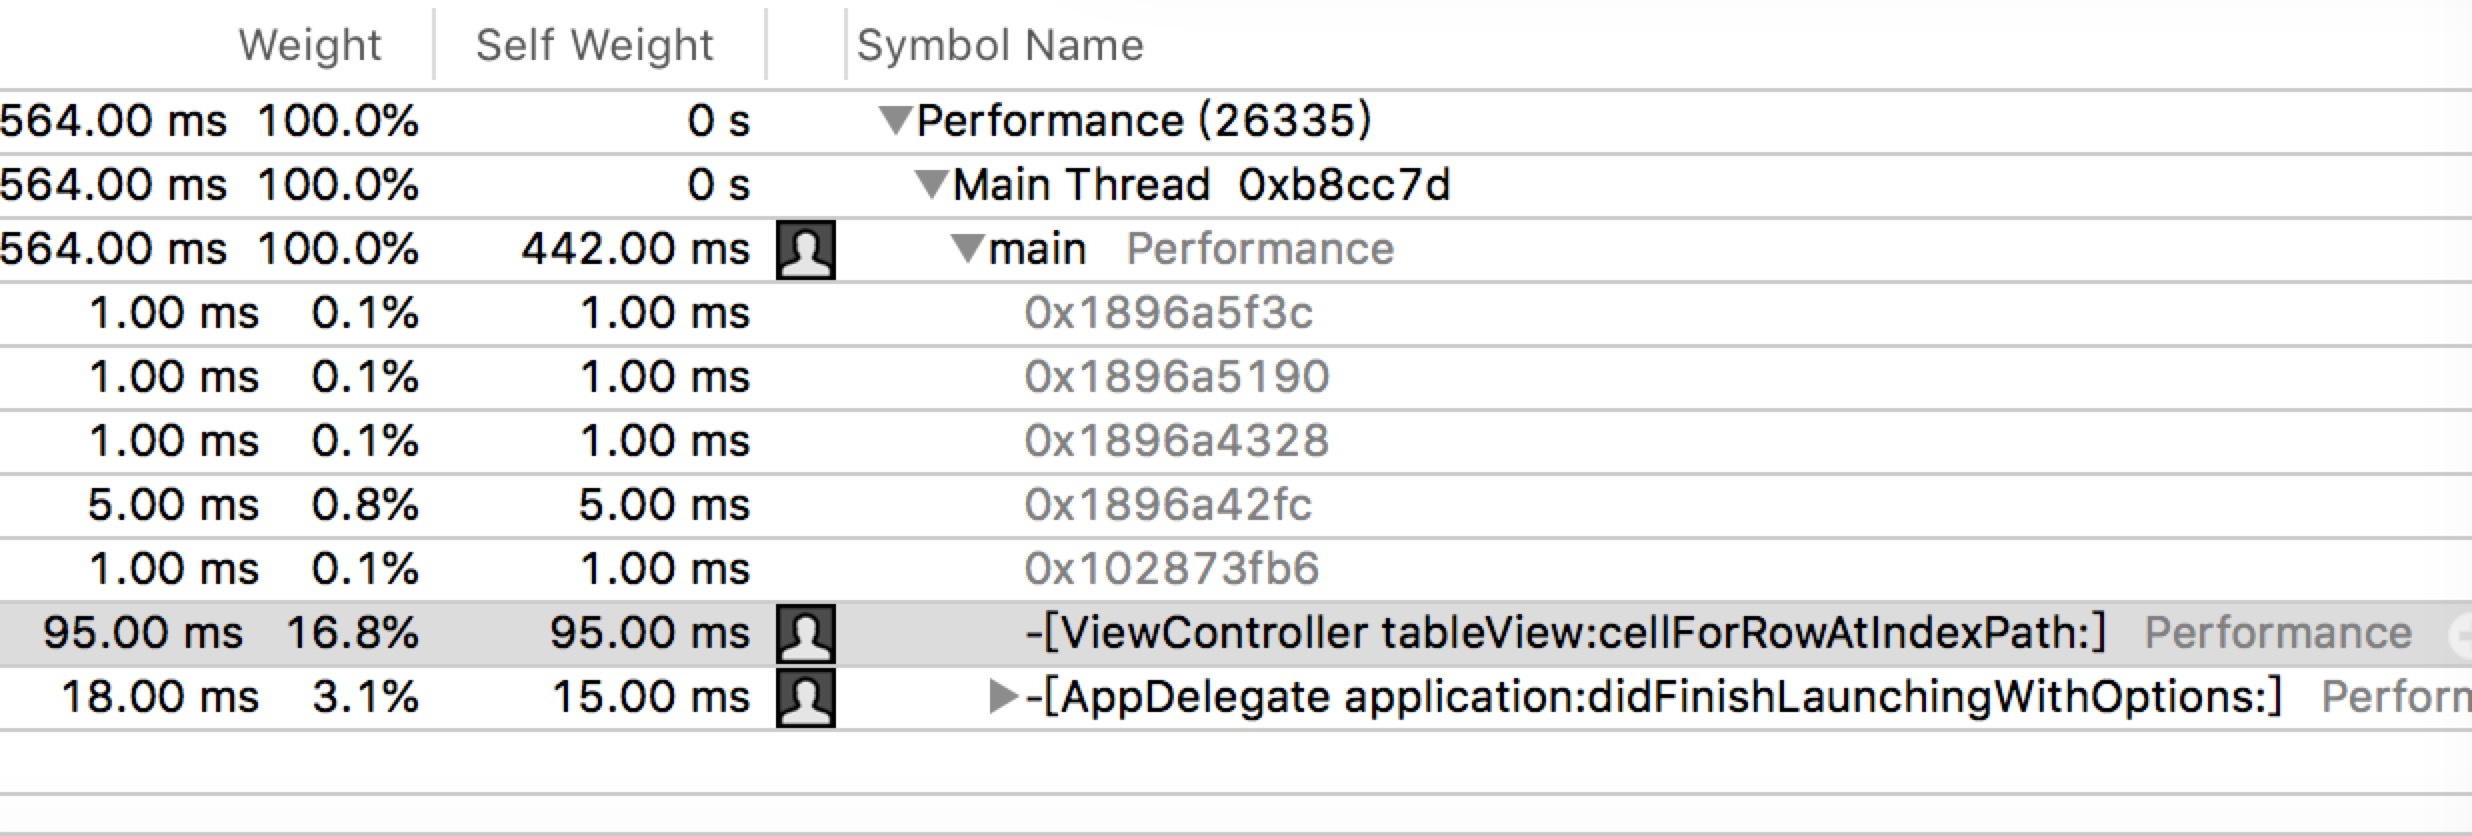 Weight Self Weight Symbol Name
564.00 ms 100.0% 0 s Performance (26335)
564.00 ms 100.0% 0 s Main Thread 0xb8cc7d
564.00 ms 100.0% 442.00 ms main Performance
1.00 ms 0.1% 1.00 ms 0x1896a5f3c
1.00 ms 0.1% 1.00 ms 0x1896a5190
1.00 ms 0.1% 1.00 ms 0x1896a4328
5.00 ms 0.8% 5.00 ms 0x1896a42fc
1.00 ms 0.1% 1.00 ms 0x102873fb6
95.00 ms 16.8% 95.00 ms -[ViewController tableView:cellForRowAtIndexPath:] Performance
18.00 ms 3.1% 15.00 ms -[AppDelegate application:didFinishLaunchingWithOptions:] Perform